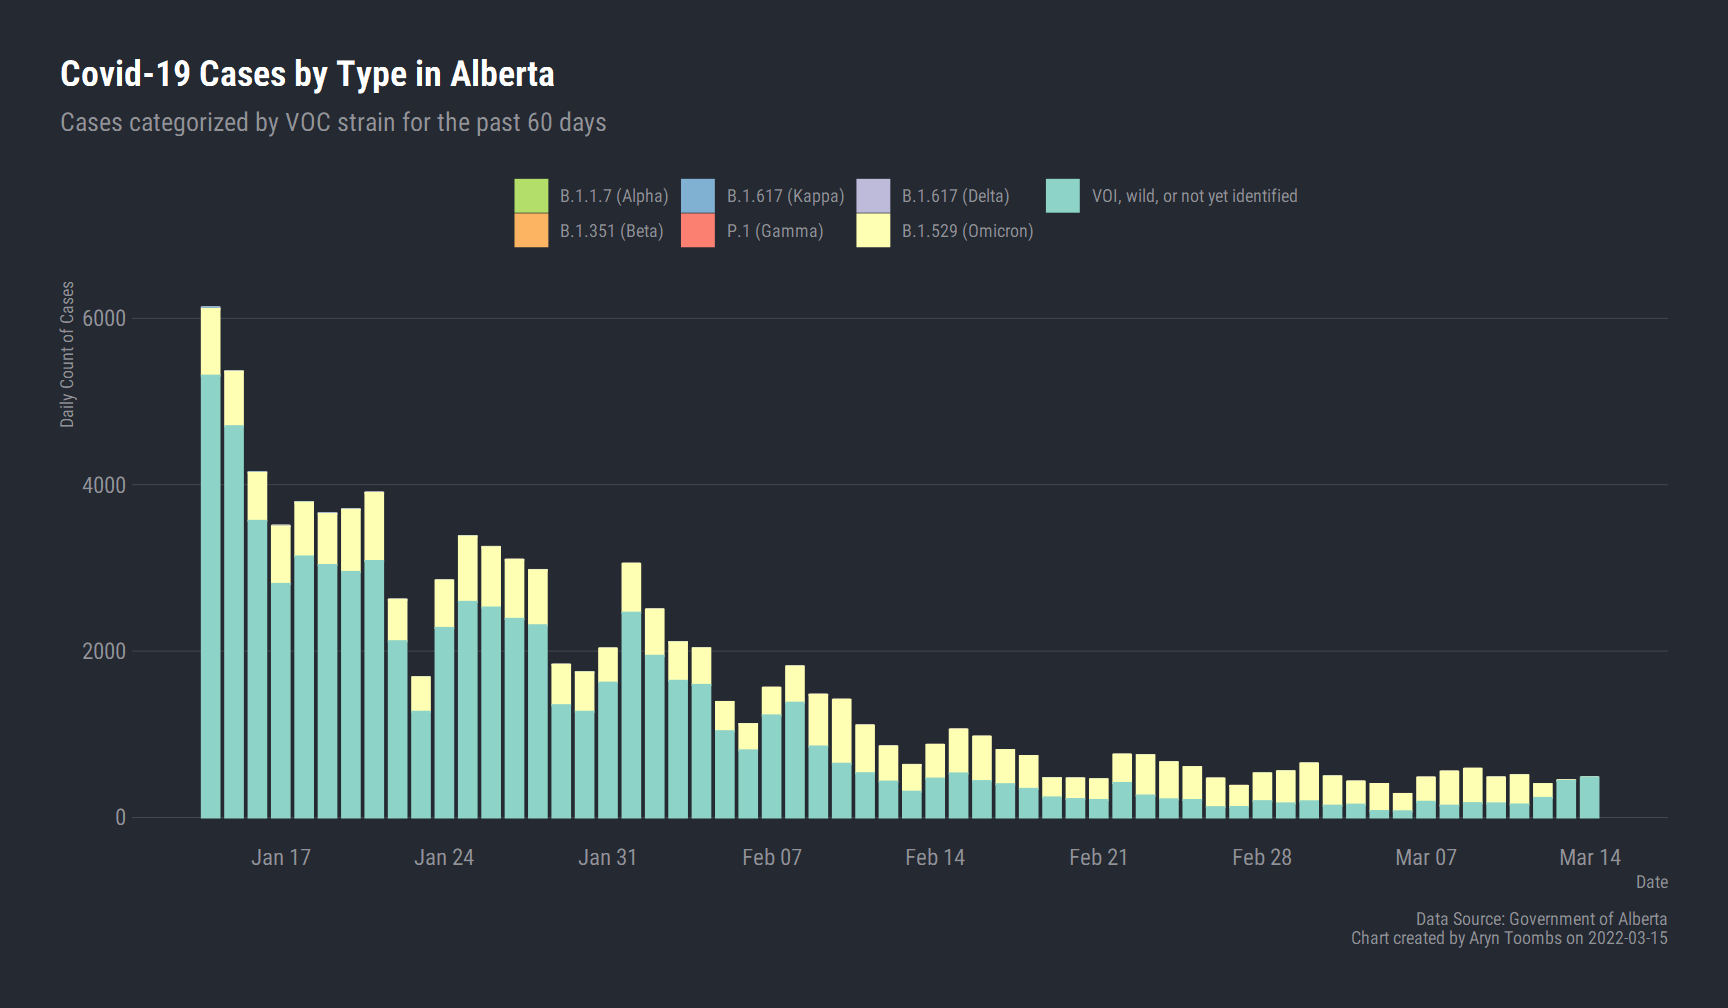 Covid-19 Cases by Type in Alberta
Cases categorized by VOC strain for the past 60 days
B.1.1.7 (Alpha) B.1.617 (Kappa) B.1.617 (Delta) VOI, wild, or not yet identified
B.1.351 (Beta) P.1 (Gamma) B.1.529 (Omicron)
Daily Count of Cases
6000
4000
2000
0
Jan 17 Jan 24 Jan 31 Feb 07 Feb 14 Feb 21 Feb 28 Mar 07 Mar 14
Date
Data Source: Government of Alberta
Chart created by Aryn Toombs on 2022-03-15